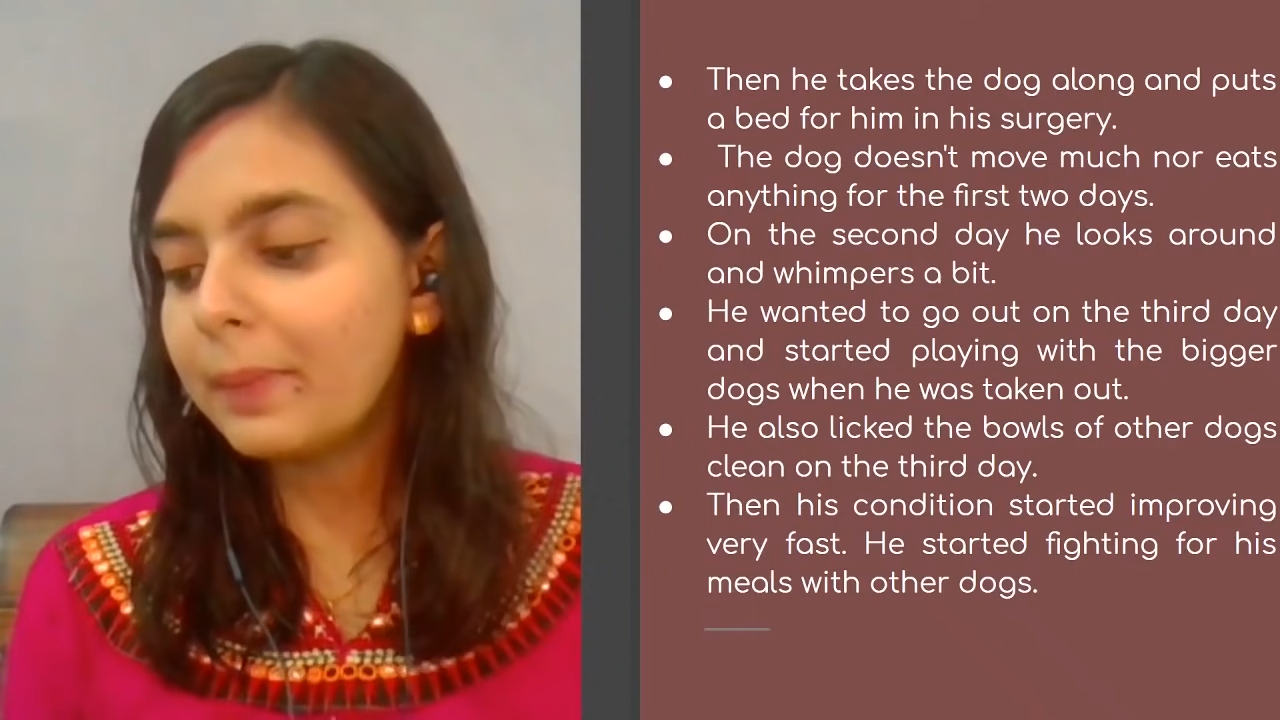 ● Then he takes the dog along and puts
a bed for him in his surgery.
● The dog doesn't move much nor eats
anything for the first two days.
● On the second day he looks around
and whimpers a bit.
● He wanted to go out on the third day
and started playing with the bigger
dogs when he was taken out.
● He also licked the bowls of other dogs
clean on the third day.
● Then his condition started improving
very fast. He started fighting for his
meals with other dogs.